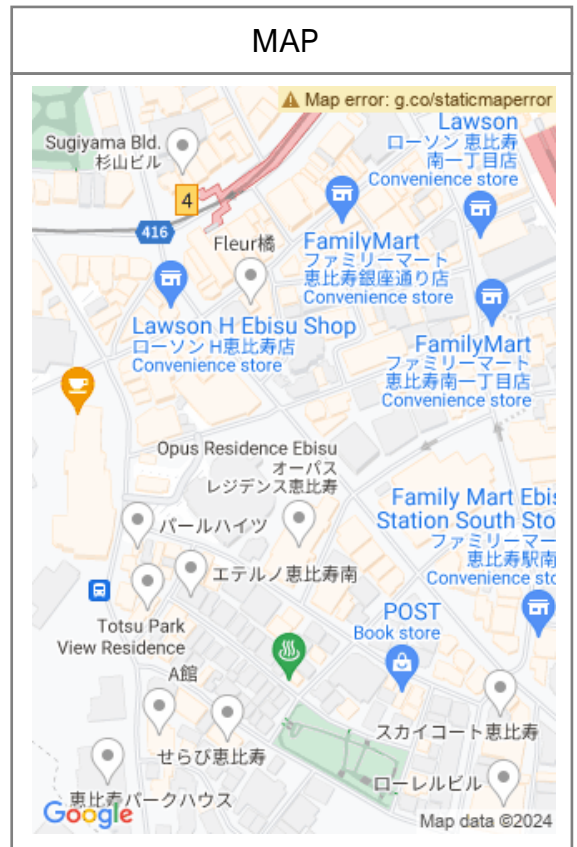 MAP
Map error: g.co/staticmaperror
Sugiyama Bld.
杉山ビル
Lawson
ローソン 恵比寿
南一丁目店
Convenience store
4
416
Fleur橋
FamilyMart
ファミリーマート
恵比寿銀座通り店
Convenience store
Lawson H Ebisu Shop
ローソン H恵比寿店
Convenience store
FamilyMart
ファミリーマート
恵比寿南一丁目店
Convenience store
Opus Residence Ebisu
オーパス
レジデンス恵比寿
Family Mart Ebis
Station South Sto
ファミリーマー
恵比寿駅南
Convenience sto
パールハイツ
エテルノ恵比寿南
Totsu Park
View Residence
POST
Book store
A館
スカイコート恵比寿
せらび恵比寿
ローレルビル
恵比寿パークハウス
Google
Map data ©2024